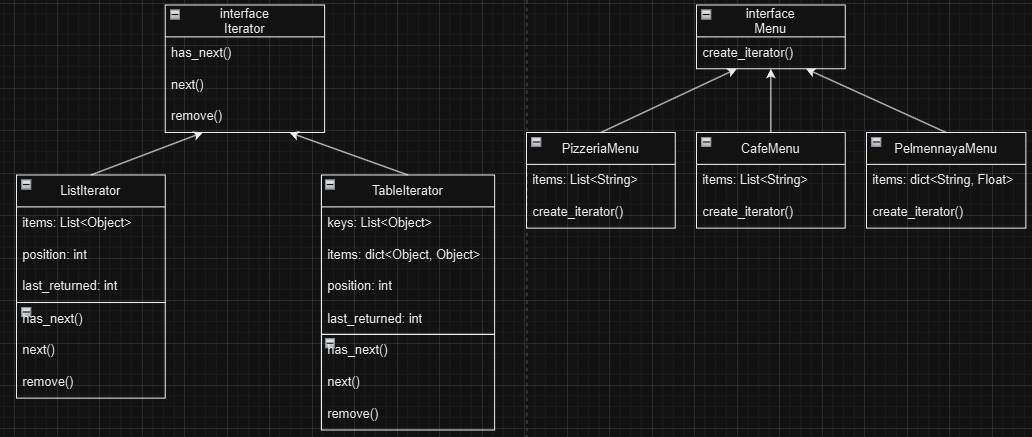 interface
Iterator
has_next()
next()
remove()
ListIterator
items: List<Object>
position: int
last_returned: int
has_next()
next()
remove()
TableIterator
keys: List<Object>
items: dict<Object, Object>
position: int
last_returned: int
has_next()
next()
remove()
interface
Menu
create_iterator()
PizzeriaMenu
items: List<String>
create_iterator()
CafeMenu
items: List<String>
create_iterator()
PelmennayaMenu
items: dict<String, Float>
create_iterator()